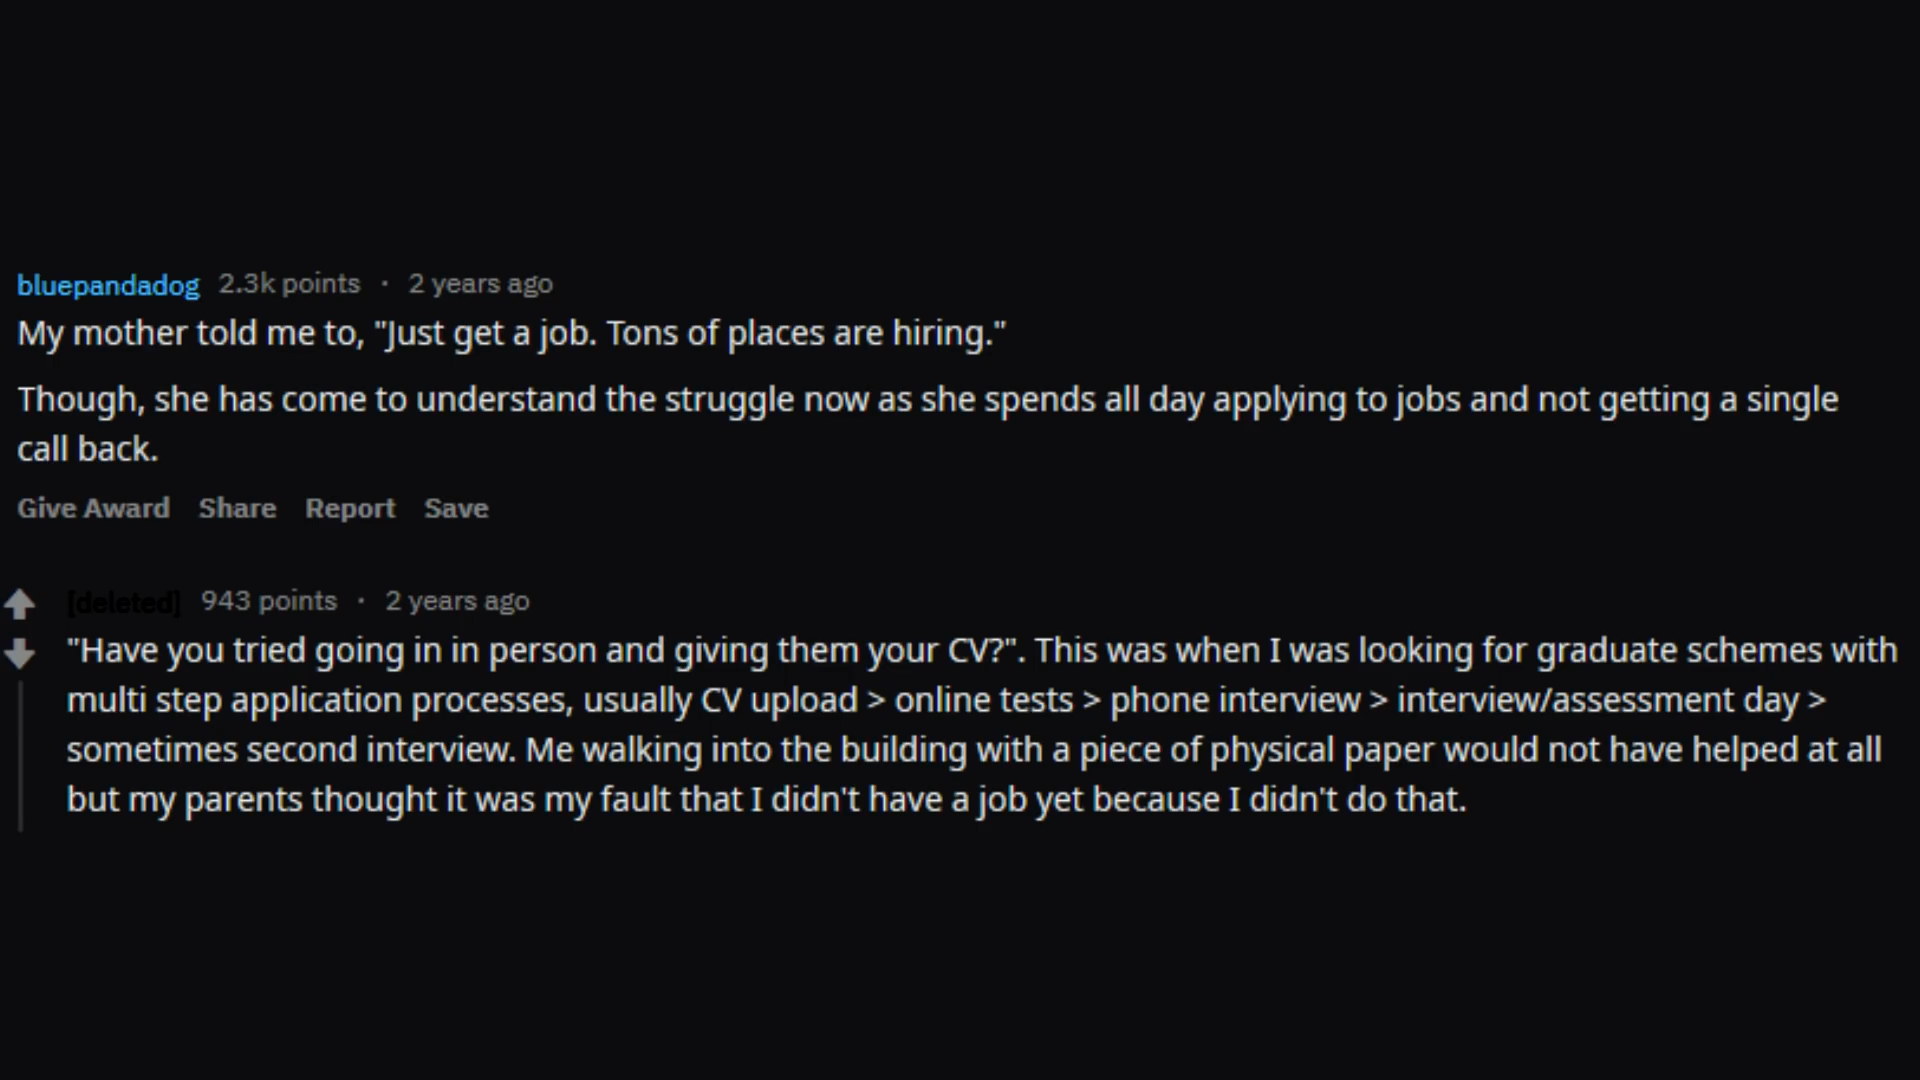 bluepandadog 2.3k points · 2 years ago
My mother told me to, "Just get a job. Tons of places are hiring."
Though, she has come to understand the struggle now as she spends all day applying to jobs and not getting a single
call back.
Give Award Share Report Save
[deleted] 943 points · 2 years ago
"Have you tried going in in person and giving them your CV?". This was when I was looking for graduate schemes with
multi step application processes, usually CV upload > online tests > phone interview > interview/assessment day >
sometimes second interview. Me walking into the building with a piece of physical paper would not have helped at all
but my parents thought it was my fault that I didn't have a job yet because I didn't do that.